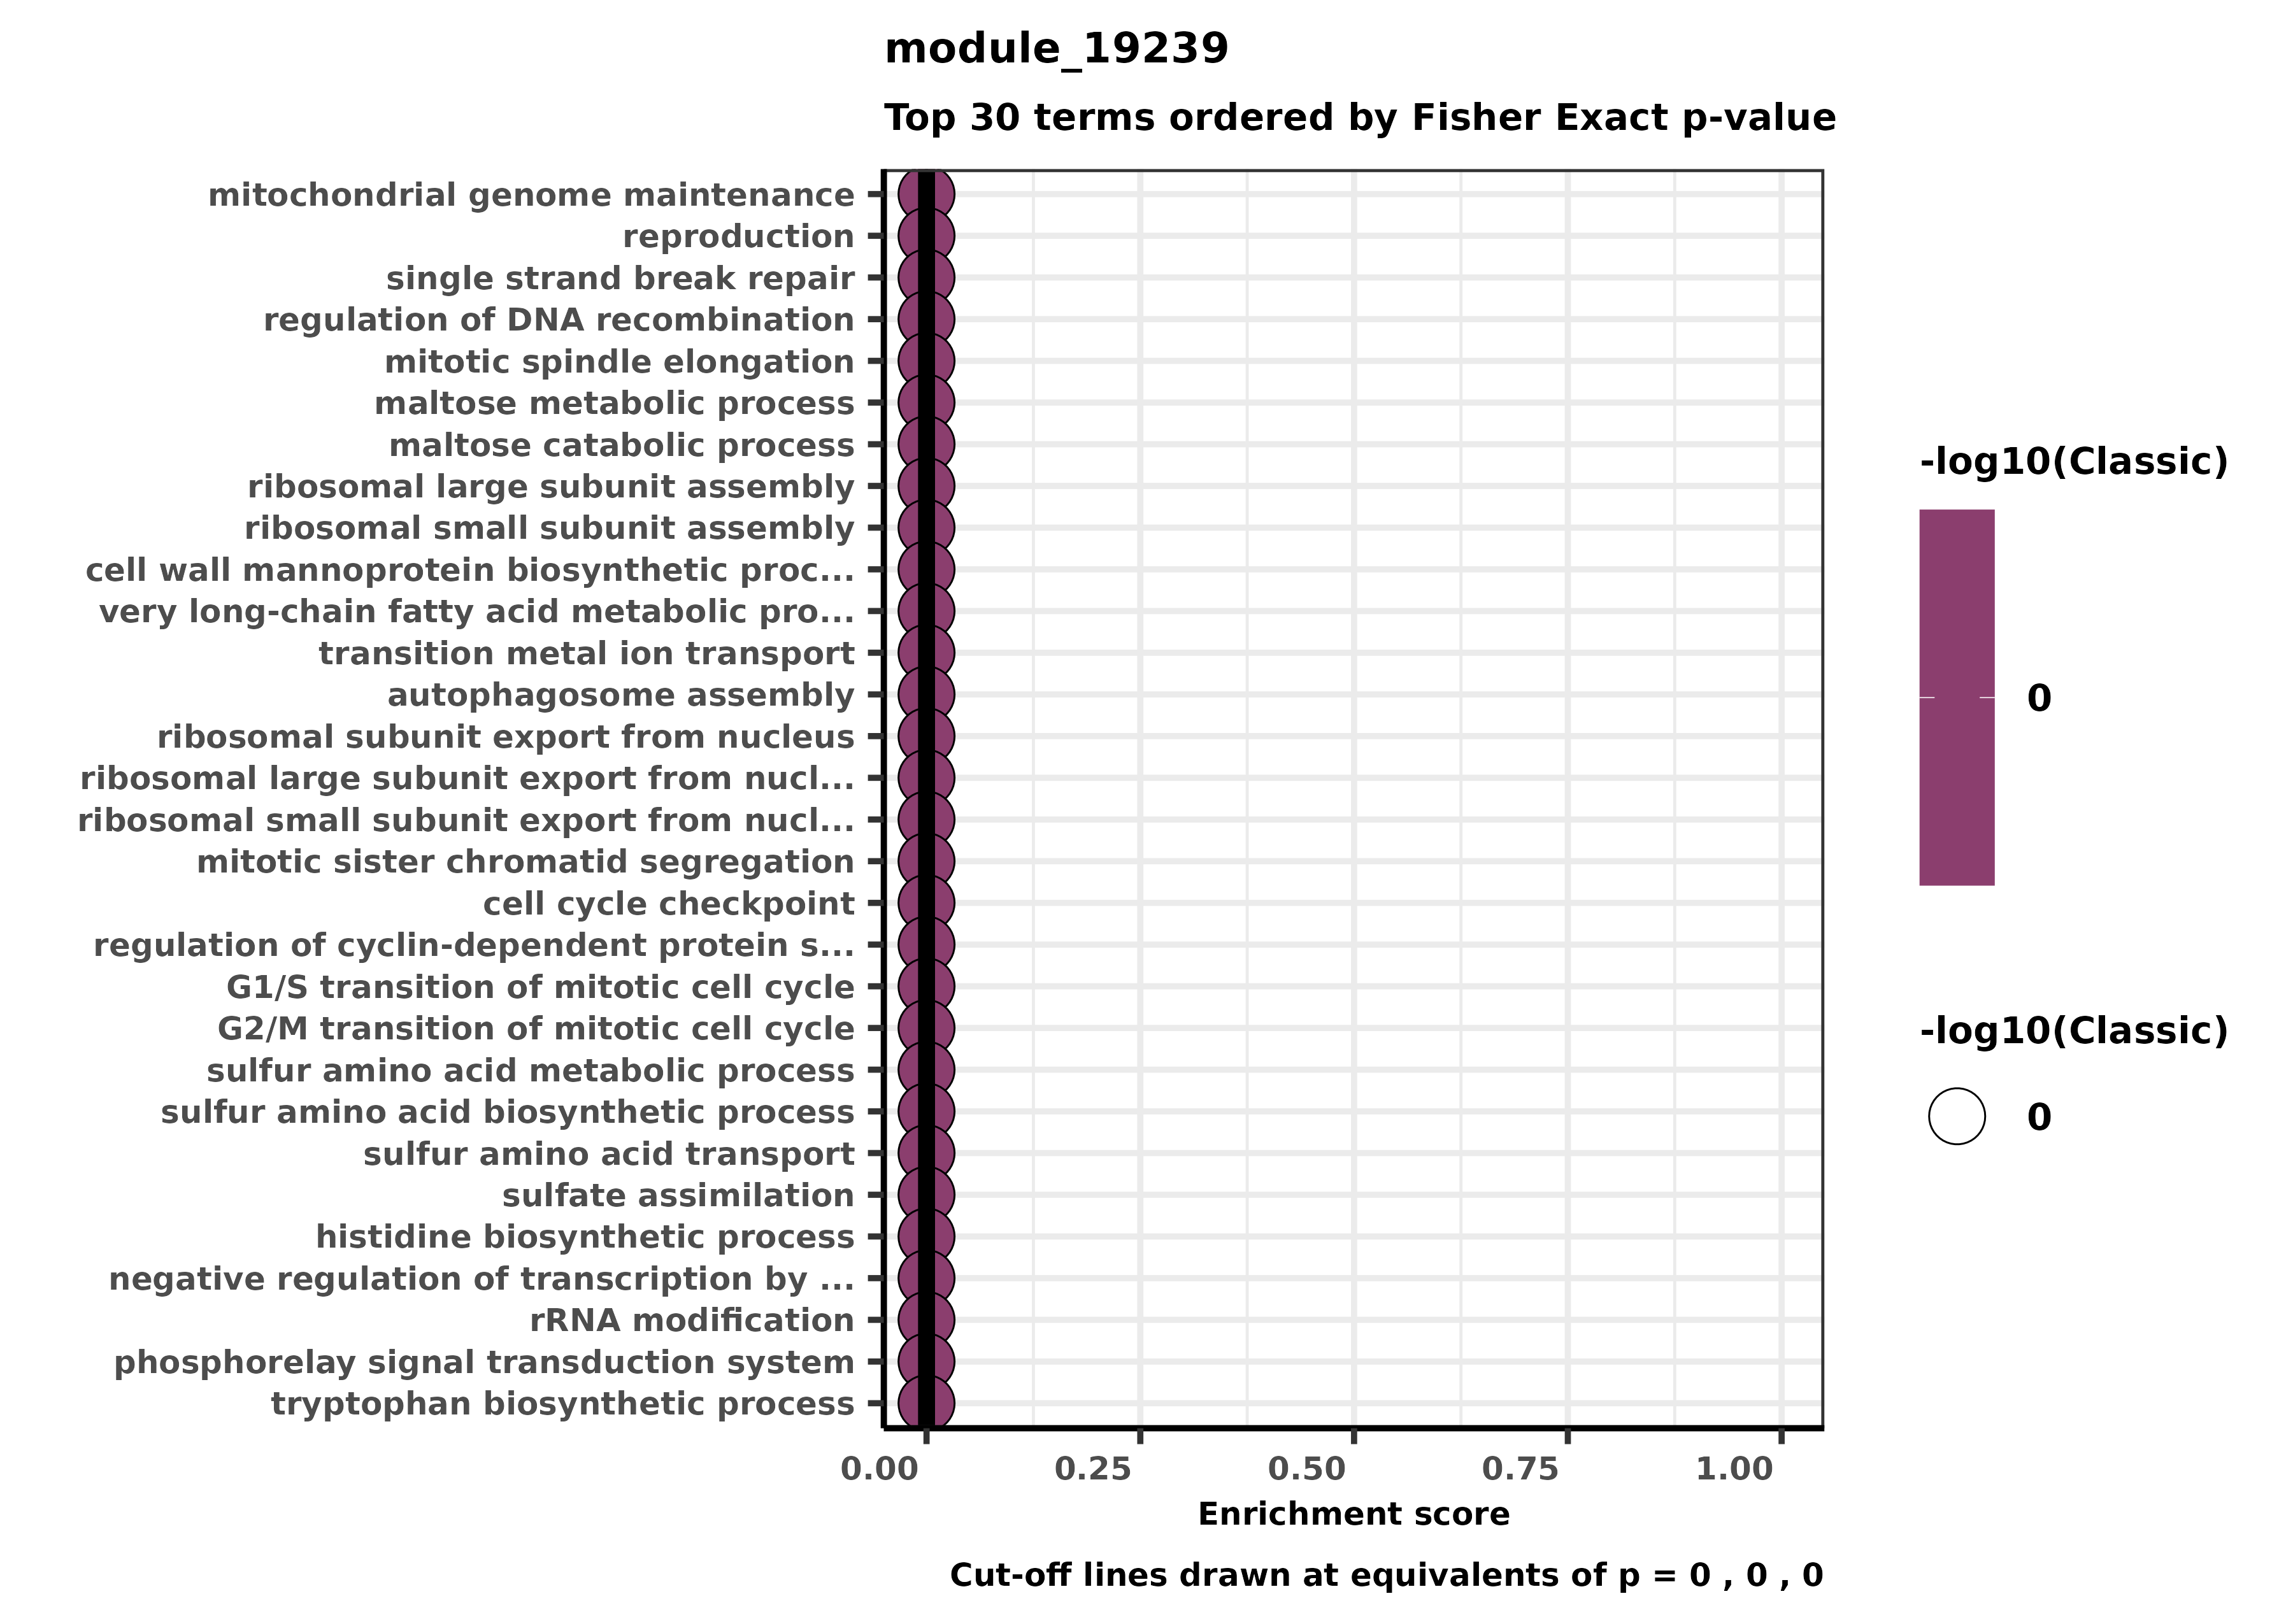 module_19239
Top 30 terms ordered by Fisher Exact p-value
mitochondrial genome maintenance
reproduction
single strand break repair
regulation of DNA recombination
mitotic spindle elongation
maltose metabolic process
maltose catabolic process
ribosomal large subunit assembly
ribosomal small subunit assembly
cell wall mannoprotein biosynthetic proc...
very long-chain fatty acid metabolic pro...
transition metal ion transport
autophagosome assembly
ribosomal subunit export from nucleus
ribosomal large subunit export from nucl...
ribosomal small subunit export from nucl...
mitotic sister chromatid segregation
cell cycle checkpoint
regulation of cyclin-dependent protein s...
G1/S transition of mitotic cell cycle
G2/M transition of mitotic cell cycle
sulfur amino acid metabolic process
sulfur amino acid biosynthetic process
sulfur amino acid transport
sulfate assimilation
histidine biosynthetic process
negative regulation of transcription by ...
rRNA modification
phosphorelay signal transduction system
tryptophan biosynthetic process
0.00 0.25 0.50 0.75 1.00
Enrichment score
Cut-off lines drawn at equivalents of p = 0 , 0 , 0
-log10(Classic)
0
-log10(Classic)
0